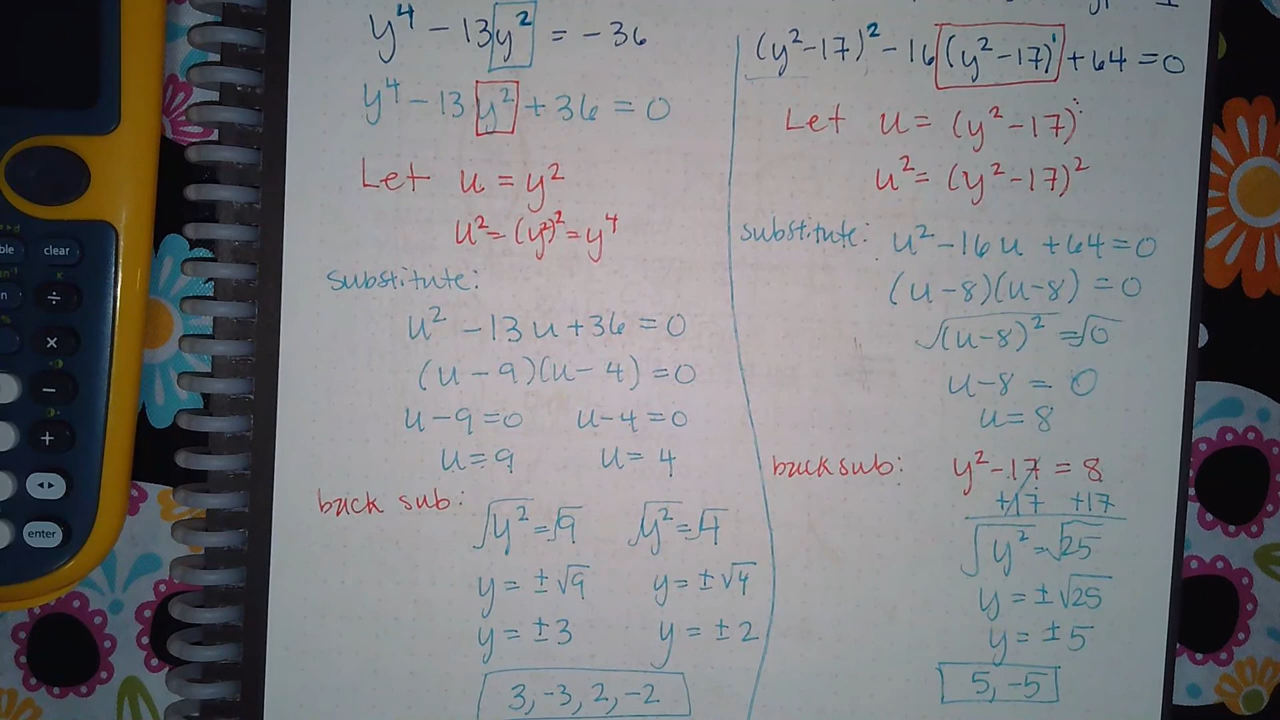 y⁴ − 13y² = −36
y⁴ − 13y² + 36 = 0
Let u = y²
u² = (y²)² = y⁴
substitute:
u² − 13u + 36 = 0
(u − 9)(u − 4) = 0
u − 9 = 0 u − 4 = 0
u = 9 u = 4
back sub:
√y² = √9 √y² = √4
y = ±√9 y = ±√4
y = ±3 y = ±2
3, −3, 2, −2
(y² − 17)² − 16(y² − 17)¹ + 64 = 0
Let u = (y² − 17)
u² = (y² − 17)²
substitute: u² − 16u + 64 = 0
(u − 8)(u − 8) = 0
√(u − 8)² = √0
u − 8 = 0
u = 8
back sub: y² − 17 = 8
+17 +17
√y² = √25
y = ±√25
y = ±5
5, −5
clear
÷
×
−
+
◂▸
enter